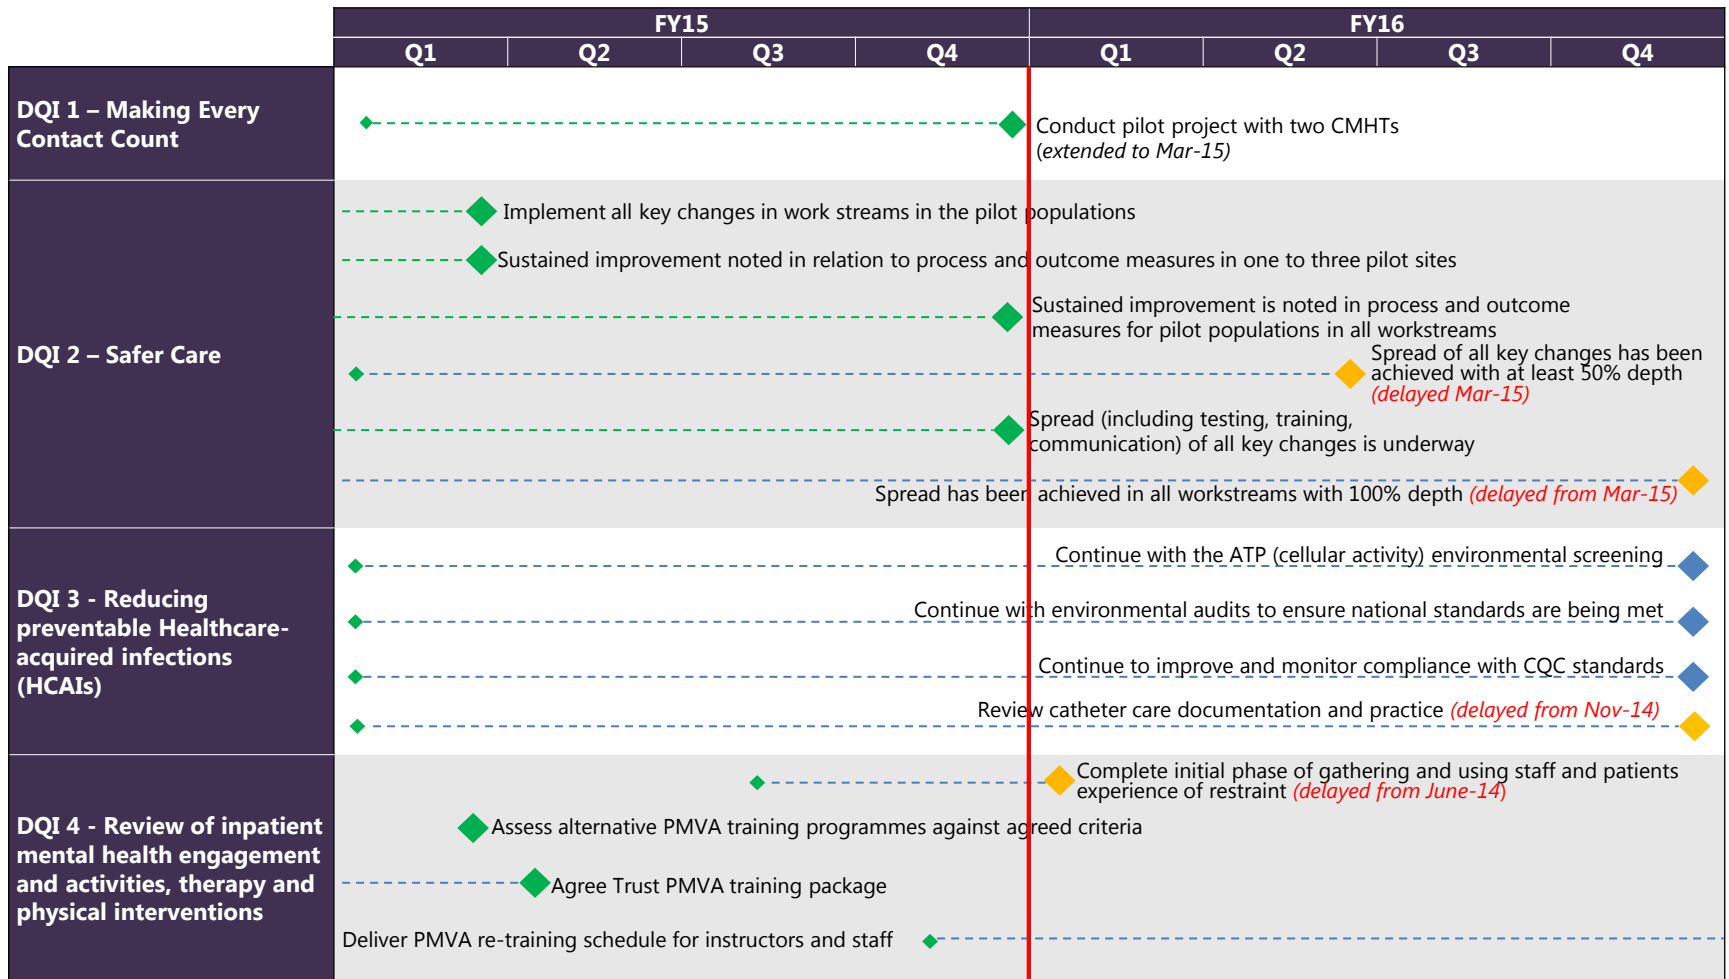 FY15 FY16
Q1 Q2 Q3 Q4 Q1 Q2 Q3 Q4
DQI 1 – Making Every
Contact Count
Conduct pilot project with two CMHTs
(extended to Mar-15)
DQI 2 – Safer Care
Implement all key changes in work streams in the pilot populations
Sustained improvement noted in relation to process and outcome measures in one to three pilot sites
Sustained improvement is noted in process and outcome
measures for pilot populations in all workstreams
Spread of all key changes has been
achieved with at least 50% depth
(delayed Mar-15)
Spread (including testing, training,
communication) of all key changes is underway
Spread has been achieved in all workstreams with 100% depth (delayed from Mar-15)
DQI 3 - Reducing
preventable Healthcare-
acquired infections
(HCAIs)
Continue with the ATP (cellular activity) environmental screening
Continue with environmental audits to ensure national standards are being met
Continue to improve and monitor compliance with CQC standards
Review catheter care documentation and practice (delayed from Nov-14)
DQI 4 - Review of inpatient
mental health engagement
and activities, therapy and
physical interventions
Complete initial phase of gathering and using staff and patients
experience of restraint (delayed from June-14)
Assess alternative PMVA training programmes against agreed criteria
Agree Trust PMVA training package
Deliver PMVA re-training schedule for instructors and staff